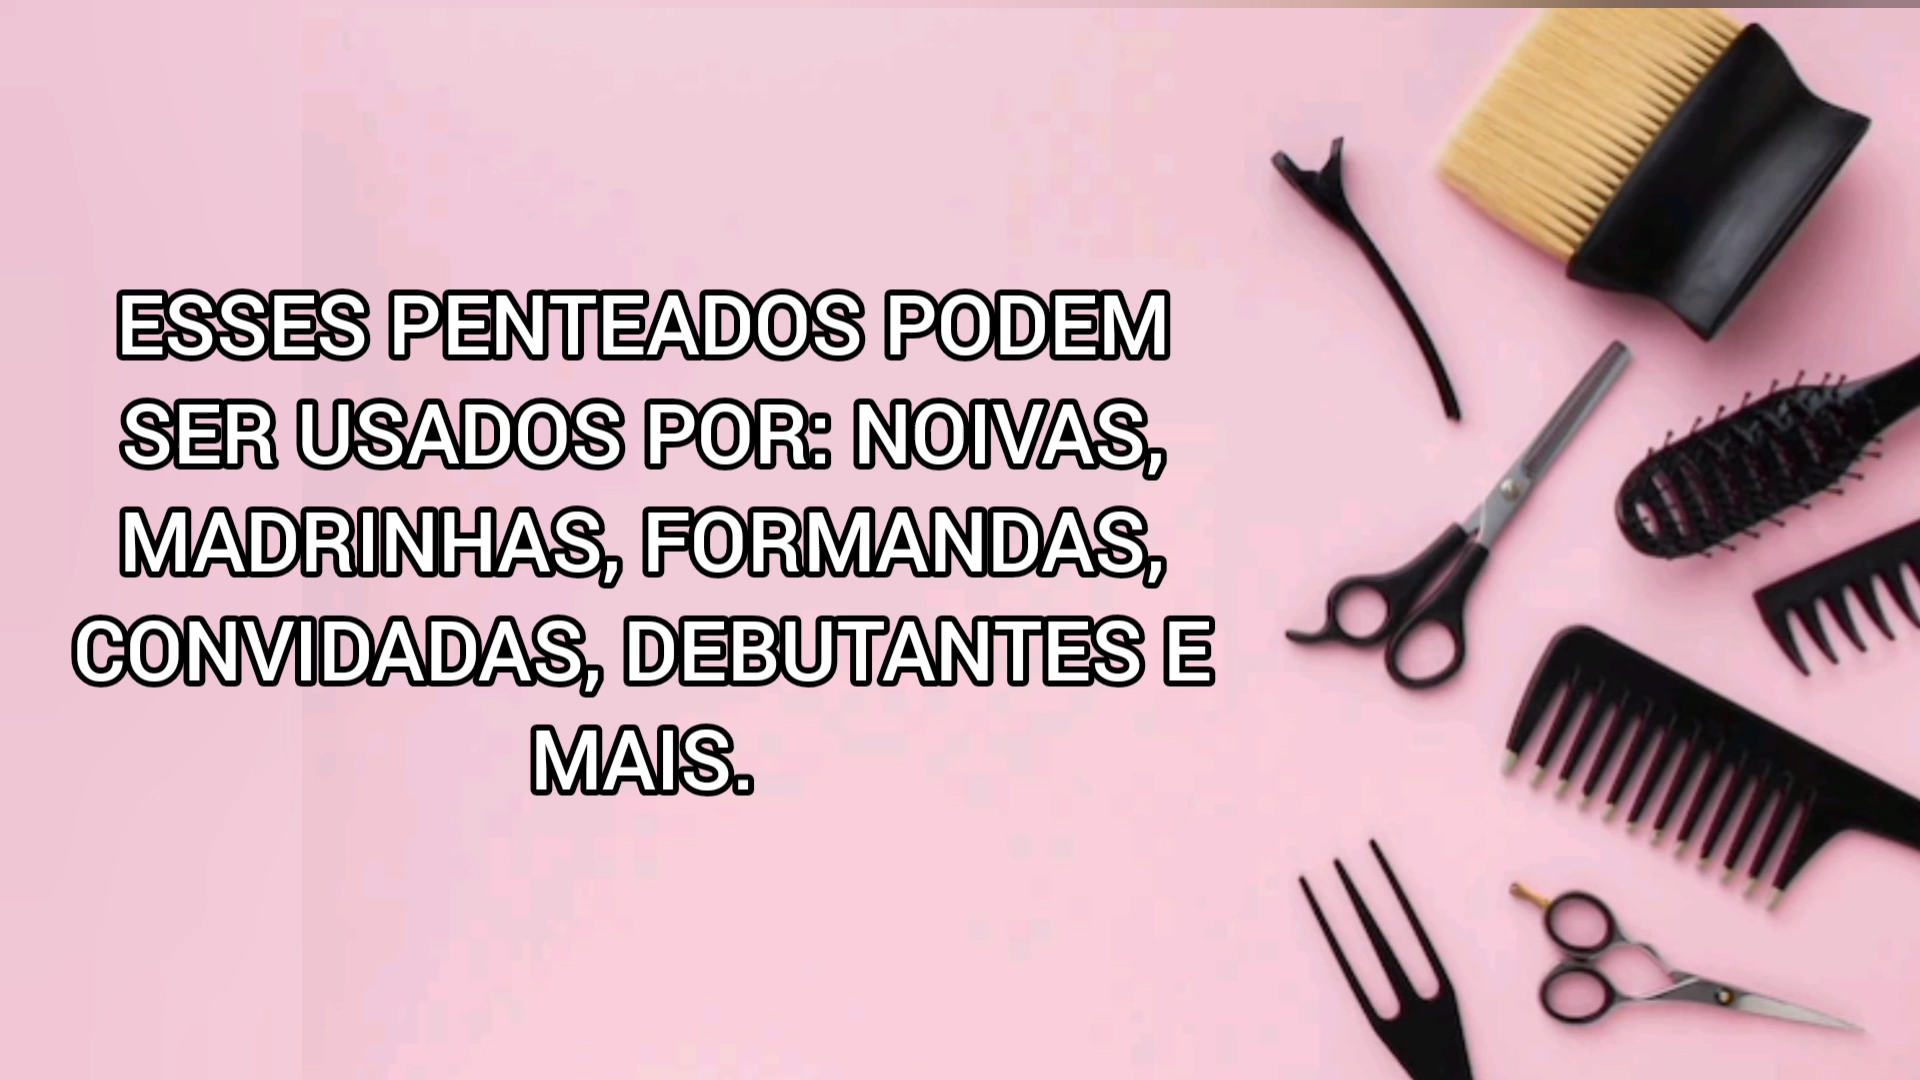 ESSES PENTEADOS PODEM
SER USADOS POR: NOIVAS,
MADRINHAS, FORMANDAS,
CONVIDADAS, DEBUTANTES E
MAIS.